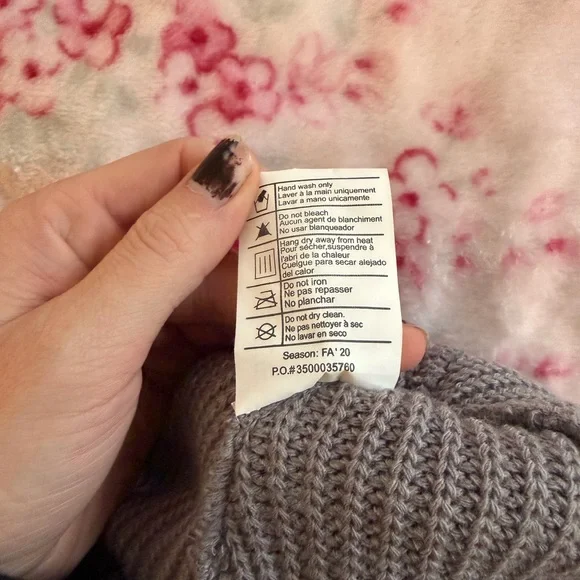 Hand wash only
Laver à la main uniquement
Lavar a mano unicamente
Do not bleach
Aucun agent de blanchiment
No usar blanqueador
Hang dry away from heat
Pour sécher,suspendre à
l'abri de la chaleur
Cuelgue para secar alejado
del calor
Do not iron
Ne pas repasser
No planchar
Do not dry clean.
Ne pas nettoyer à sec
No lavar en seco
Season: FA' 20
P.O.#3500035760